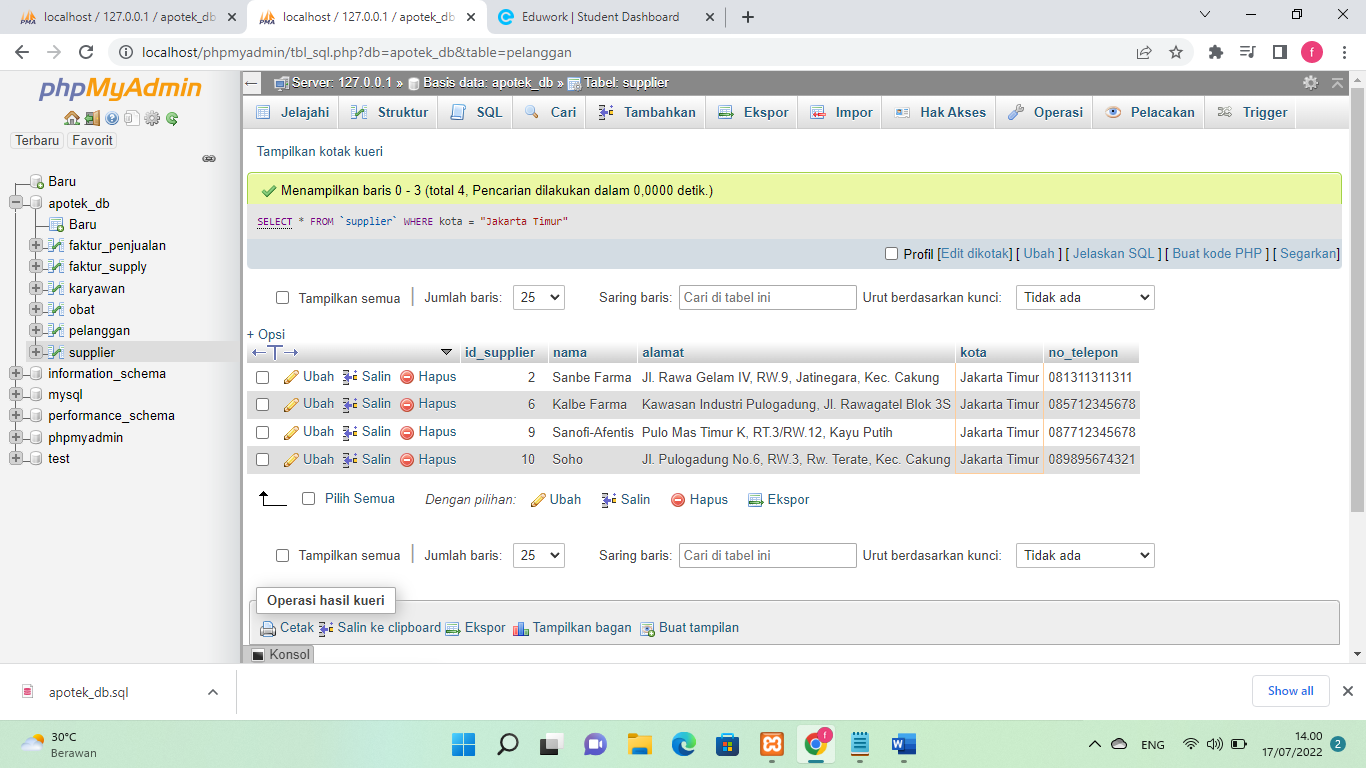 localhost / 127.0.0.1 / apotek_db
localhost / 127.0.0.1 / apotek_db
Eduwork | Student Dashboard
localhost/phpmyadmin/tbl_sql.php?db=apotek_db&table=pelanggan
f
phpMyAdmin
Terbaru Favorit
Baru
apotek_db
Baru
faktur_penjualan
faktur_supply
karyawan
obat
pelanggan
supplier
information_schema
mysql
performance_schema
phpmyadmin
test
Server: 127.0.0.1 » Basis data: apotek_db » Tabel: supplier
Jelajahi Struktur SQL Cari Tambahkan Ekspor Impor Hak Akses Operasi Pelacakan Trigger
Tampilkan kotak kueri
Menampilkan baris 0 - 3 (total 4, Pencarian dilakukan dalam 0,0000 detik.)
SELECT * FROM `supplier` WHERE kota = "Jakarta Timur"
Profil [Edit dikotak] [ Ubah ] [ Jelaskan SQL ] [ Buat kode PHP ] [ Segarkan]
Tampilkan semua | Jumlah baris: 25 Saring baris: Cari di tabel ini Urut berdasarkan kunci: Tidak ada
+ Opsi
←T→ id_supplier nama alamat kota no_telepon
Ubah Salin Hapus 2 Sanbe Farma Jl. Rawa Gelam IV, RW.9, Jatinegara, Kec. Cakung Jakarta Timur 081311311311
Ubah Salin Hapus 6 Kalbe Farma Kawasan Industri Pulogadung, Jl. Rawagatel Blok 3S Jakarta Timur 085712345678
Ubah Salin Hapus 9 Sanofi-Afentis Pulo Mas Timur K, RT.3/RW.12, Kayu Putih Jakarta Timur 087712345678
Ubah Salin Hapus 10 Soho Jl. Pulogadung No.6, RW.3, Rw. Terate, Kec. Cakung Jakarta Timur 089895674321
Pilih Semua Dengan pilihan: Ubah Salin Hapus Ekspor
Tampilkan semua | Jumlah baris: 25 Saring baris: Cari di tabel ini Urut berdasarkan kunci: Tidak ada
Operasi hasil kueri
Cetak Salin ke clipboard Ekspor Tampilkan bagan Buat tampilan
Konsol
apotek_db.sql
Show all
30°C
Berawan
f
ENG
14.00
17/07/2022
2